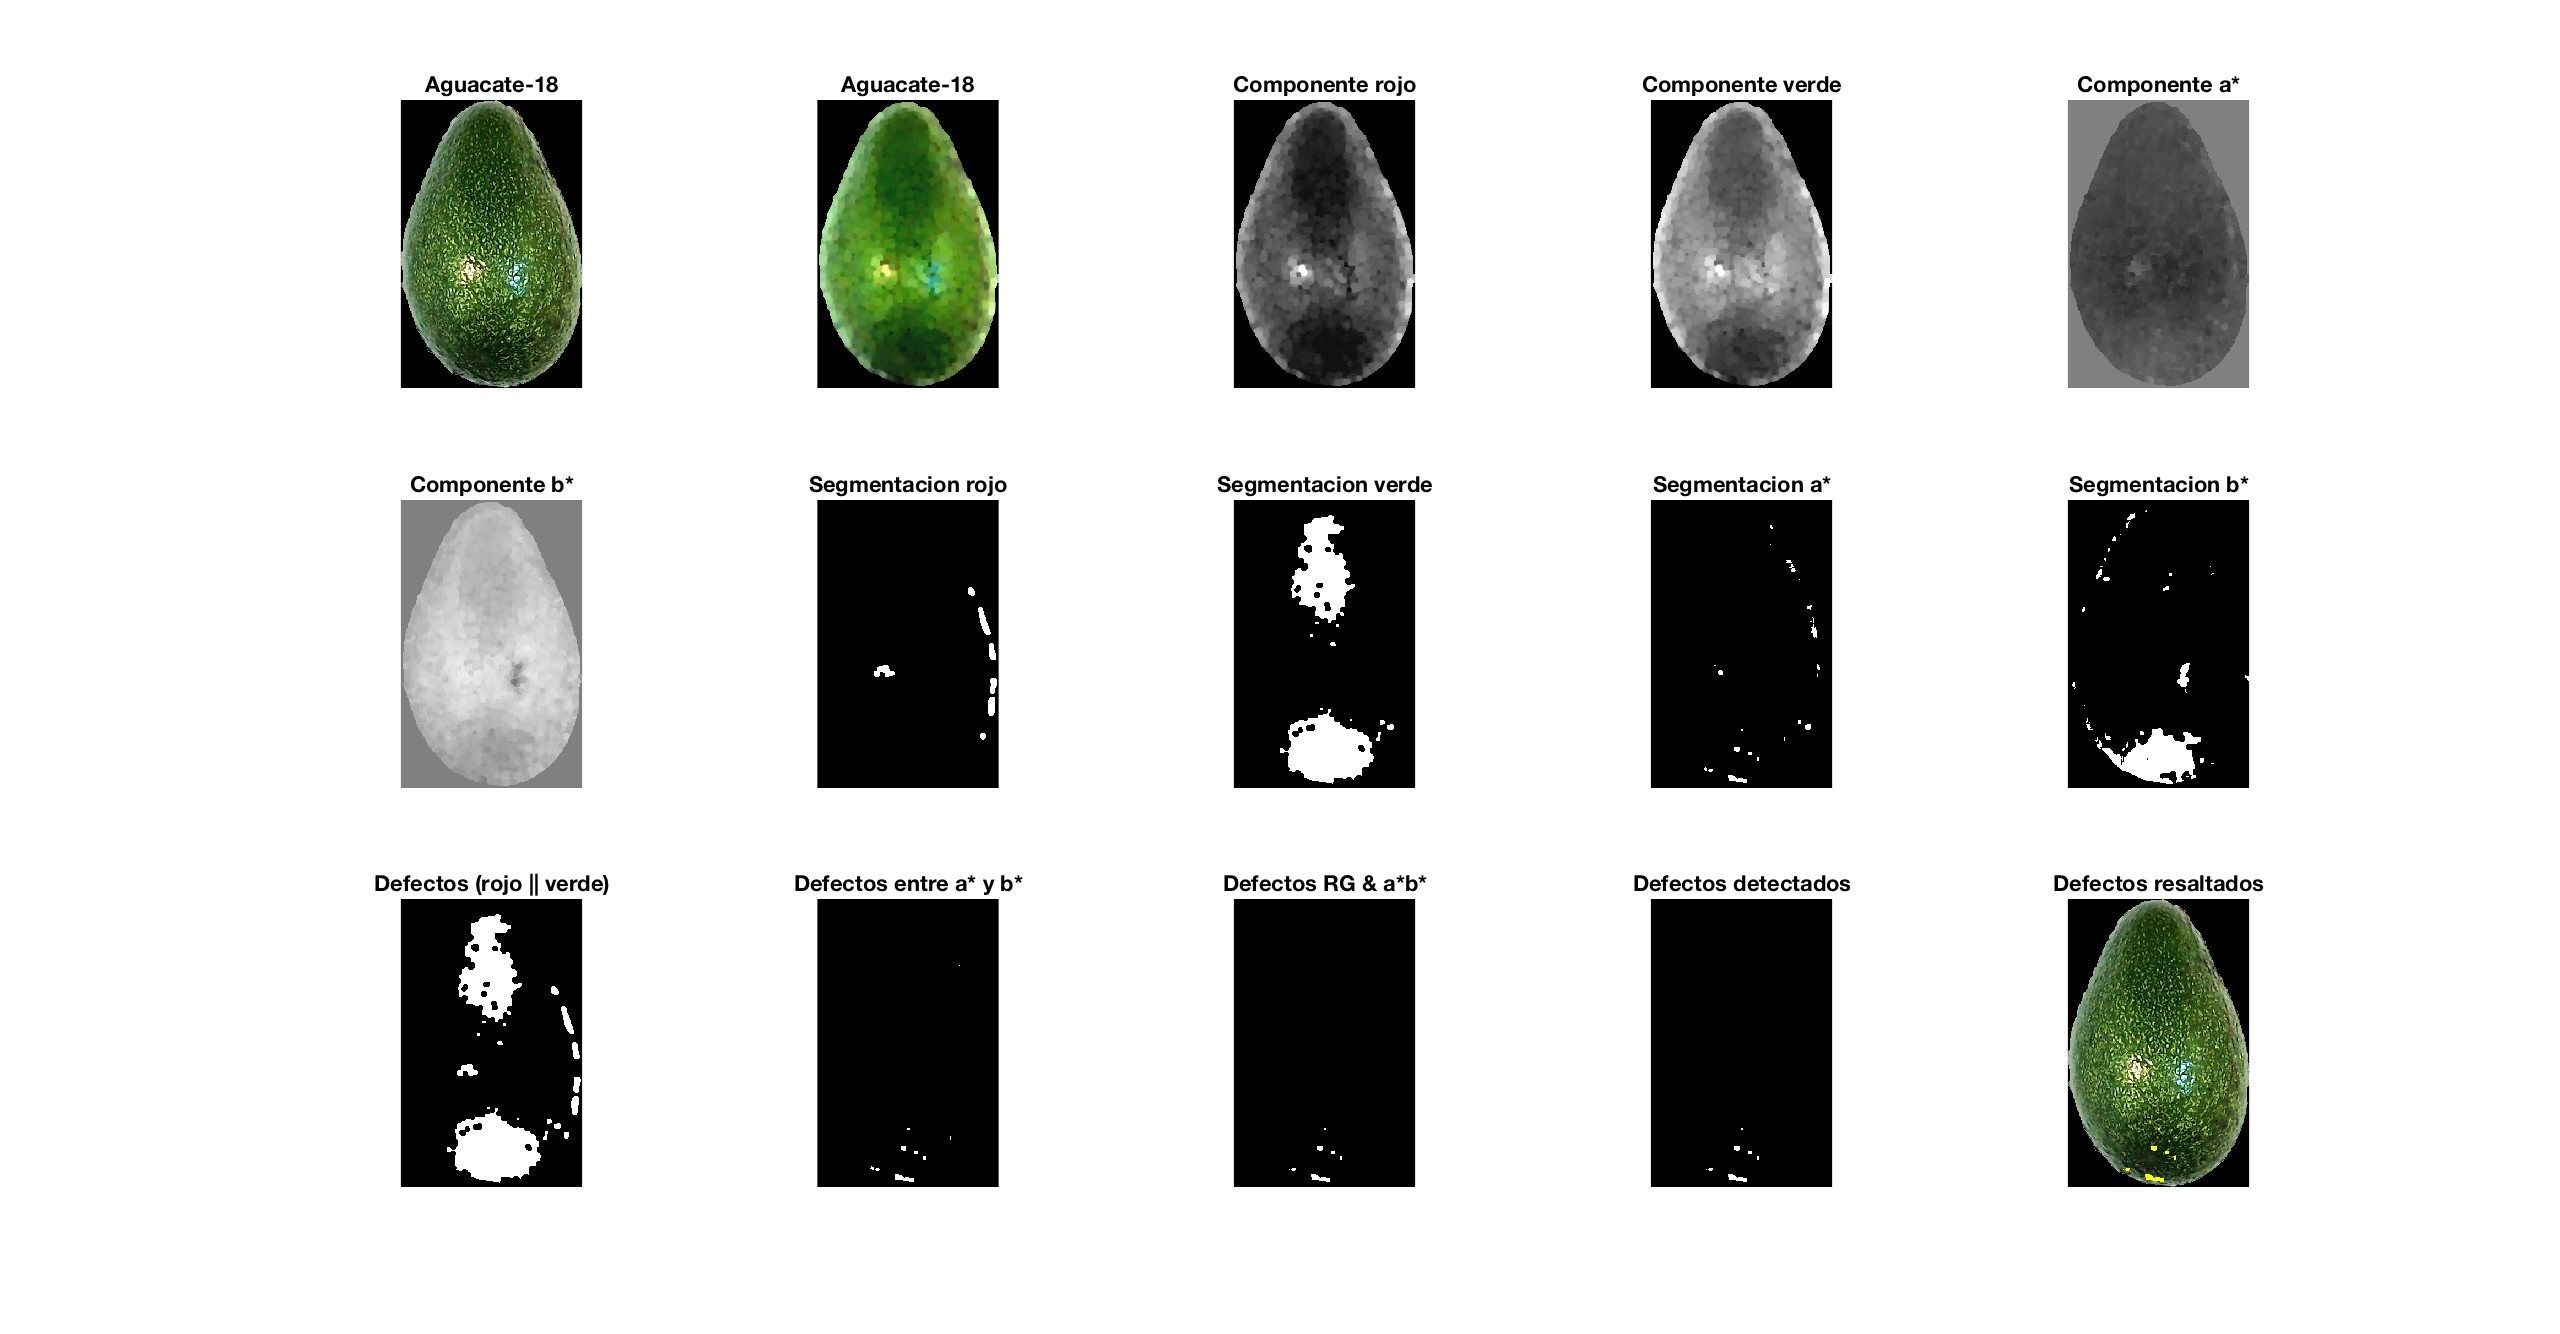 Aguacate-18
Aguacate-18
Componente rojo
Componente verde
Componente a*
Componente b*
Segmentacion rojo
Segmentacion verde
Segmentacion a*
Segmentacion b*
Defectos (rojo || verde)
Defectos entre a* y b*
Defectos RG & a*b*
Defectos detectados
Defectos resaltados